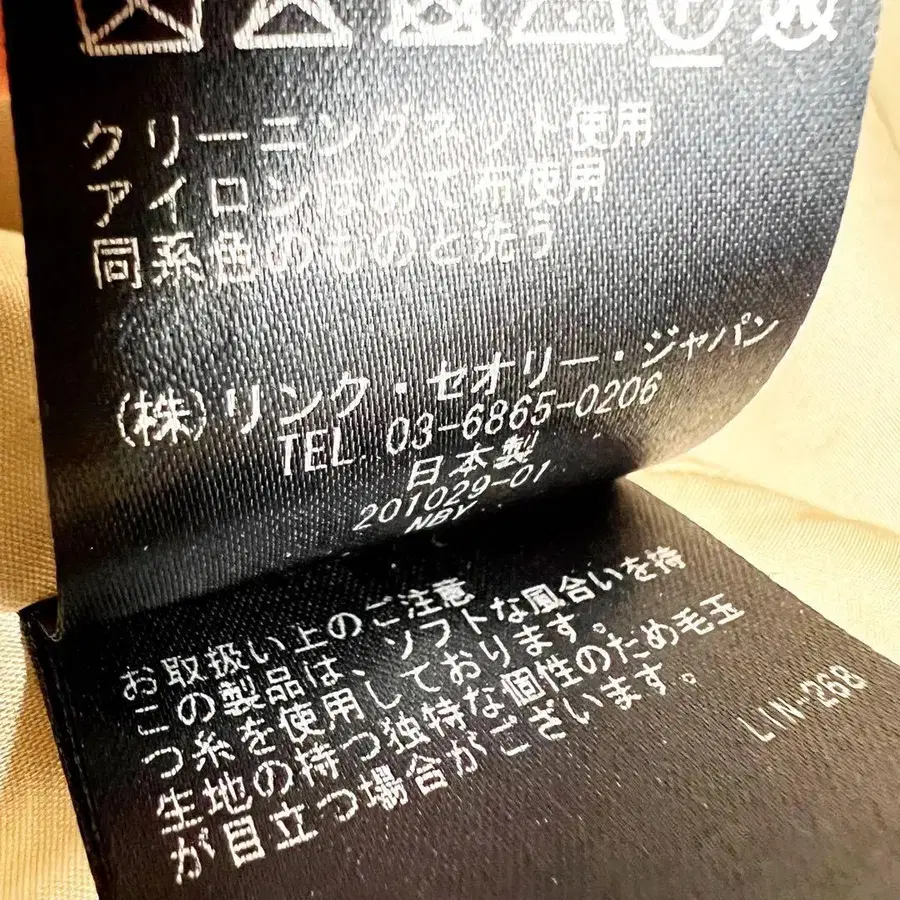 クリーニングネット使用
アイロンはあて布使用
同系色のものと洗う
(株)リンク・セオリー・ジャパン
TEL 03-6865-0206
日本製
201029-01
NBY
お取扱い上のご注意
この製品は、ソフトな風合いを持
つ糸を使用しております。
生地の持つ独特な個性のため毛玉
が目立つ場合がございます。
LIN-268